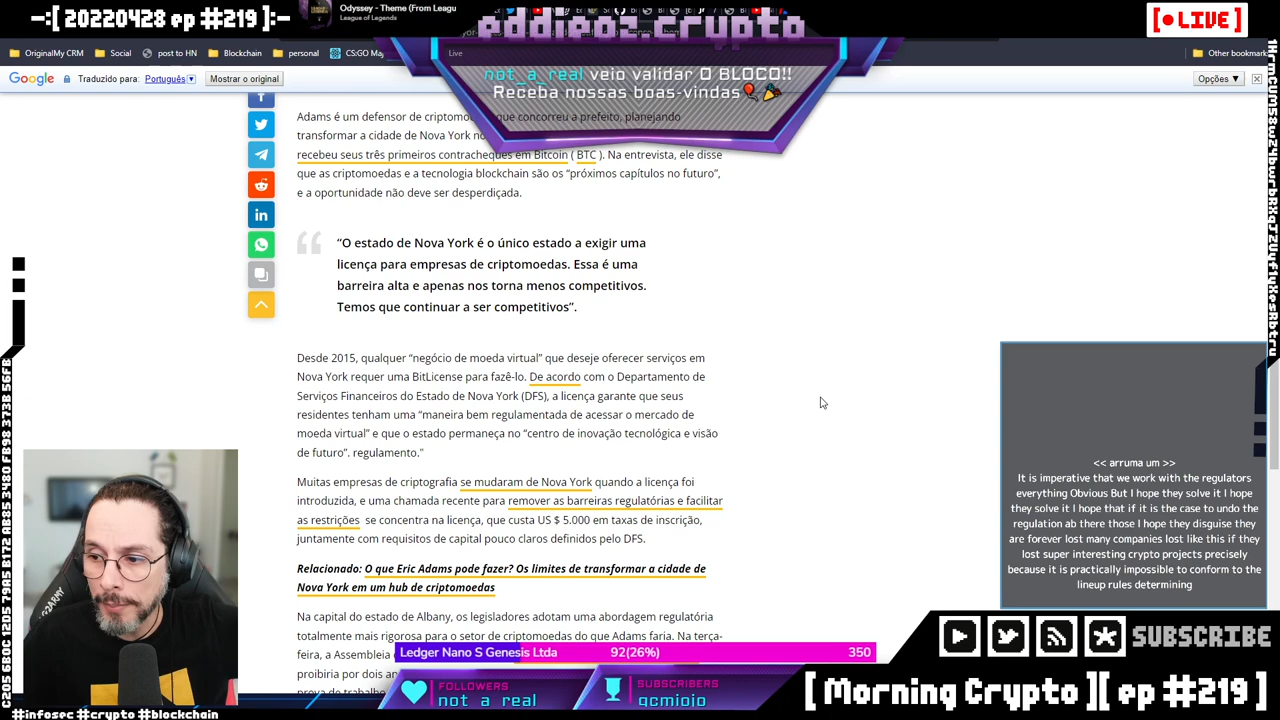 -:[ 20220428 ep #219 ]:-
Odyssey - Theme (From Leagu
League of Legends
eddieoz.crypto
[ LIVE ]
OriginalMy CRM
Social
post to HN
Blockchain
personal
CS:GO Maj
Live
Other bookmark
Google
Traduzido para: Português
Mostrar o original
Opções ▼
not_a_real veio validar O BLOCO!!
Receba nossas boas-vindas🎈🎉
Adams é um defensor de criptomo que concorreu a prefeito, planejando
transformar a cidade de Nova York no
recebeu seus três primeiros contracheques em Bitcoin ( BTC ). Na entrevista, ele disse
que as criptomoedas e a tecnologia blockchain são os “próximos capítulos no futuro”,
e a oportunidade não deve ser desperdiçada.
“O estado de Nova York é o único estado a exigir uma
licença para empresas de criptomoedas. Essa é uma
barreira alta e apenas nos torna menos competitivos.
Temos que continuar a ser competitivos”.
Desde 2015, qualquer “negócio de moeda virtual” que deseje oferecer serviços em
Nova York requer uma BitLicense para fazê-lo. De acordo com o Departamento de
Serviços Financeiros do Estado de Nova York (DFS), a licença garante que seus
residentes tenham uma “maneira bem regulamentada de acessar o mercado de
moeda virtual” e que o estado permaneça no “centro de inovação tecnológica e visão
de futuro”. regulamento."
Muitas empresas de criptografia se mudaram de Nova York quando a licença foi
introduzida, e uma chamada recente para remover as barreiras regulatórias e facilitar
as restrições se concentra na licença, que custa US $ 5.000 em taxas de inscrição,
juntamente com requisitos de capital pouco claros definidos pelo DFS.
Relacionado: O que Eric Adams pode fazer? Os limites de transformar a cidade de
Nova York em um hub de criptomoedas
Na capital do estado de Albany, os legisladores adotam uma abordagem regulatória
totalmente mais rigorosa para o setor de criptomoedas do que Adams faria. Na terça-
feira, a Assembleia
proibiria por dois an
prova de trabalho
<< arruma um >>
It is imperative that we work with the regulators
everything Obvious But I hope they solve it I hope
they solve it I hope that if it is the case to undo the
regulation ab there those I hope they disguise they
are forever lost many companies lost like this if they
lost super interesting crypto projects precisely
because it is practically impossible to conform to the
lineup rules determining
Ledger Nano S Genesis Ltda
92(26%)
350
SUBSCRIBE
FOLLOWERS
not_a_real
SUBSCRIBERS
gcmiojo
[ Morning Crypto ][ ep #219 ]
#infosec #crypto #blockchain